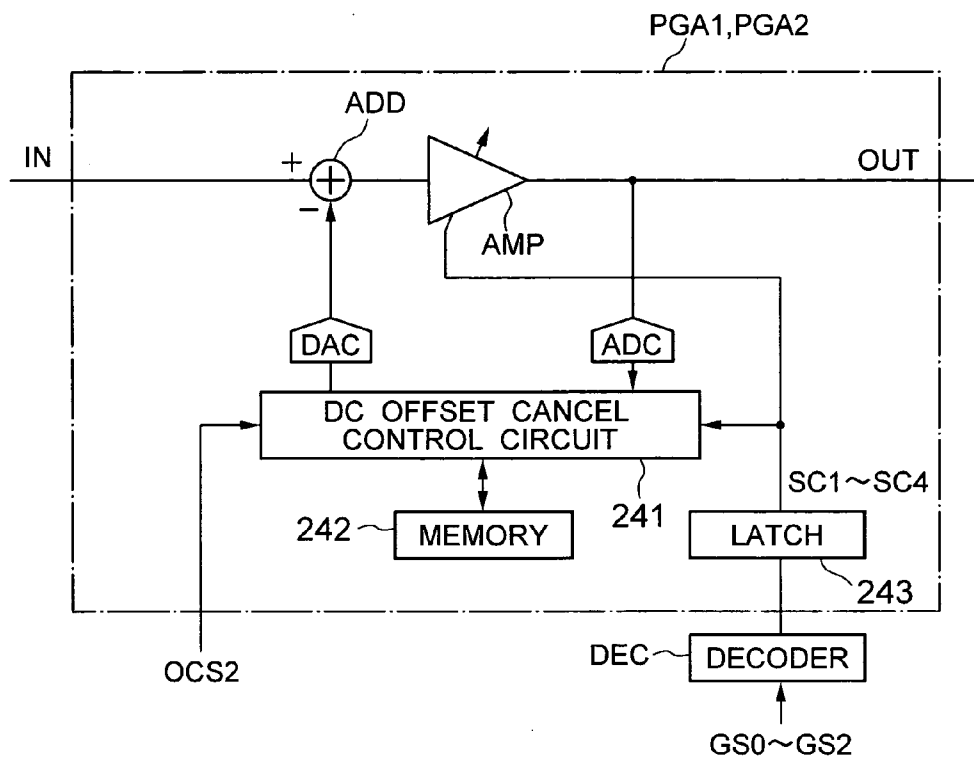 PGA1,PGA2
ADD
IN
+
+
−
OUT
AMP
DAC
ADC
DC OFFSET CANCEL
CONTROL CIRCUIT
SC1~SC4
242
MEMORY
241
LATCH
243
DEC
DECODER
OCS2
GS0~GS2